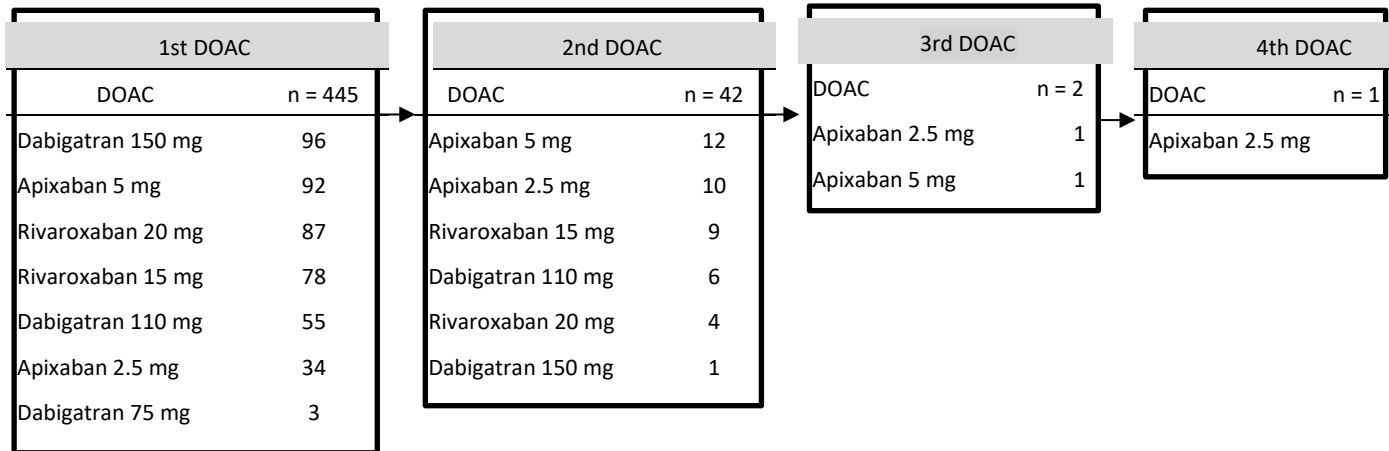 1st DOAC
DOAC n = 445
Dabigatran 150 mg 96
Apixaban 5 mg 92
Rivaroxaban 20 mg 87
Rivaroxaban 15 mg 78
Dabigatran 110 mg 55
Apixaban 2.5 mg 34
Dabigatran 75 mg 3
2nd DOAC
DOAC n = 42
Apixaban 5 mg 12
Apixaban 2.5 mg 10
Rivaroxaban 15 mg 9
Dabigatran 110 mg 6
Rivaroxaban 20 mg 4
Dabigatran 150 mg 1
3rd DOAC
DOAC n = 2
Apixaban 2.5 mg 1
Apixaban 5 mg 1
4th DOAC
DOAC n = 1
Apixaban 2.5 mg